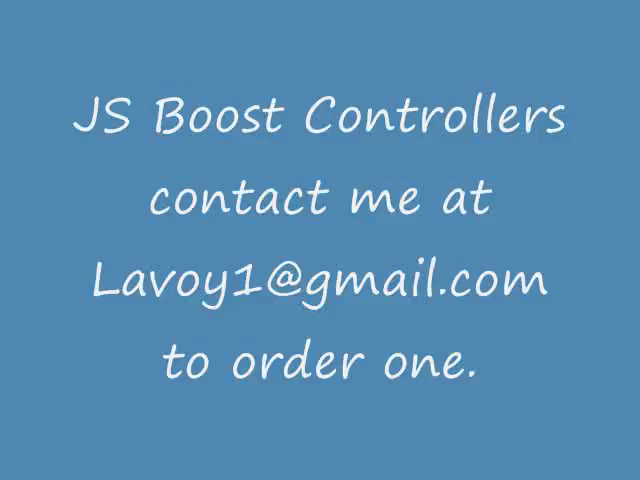 JS Boost Controllers
contact me at
Lavoy1@gmail.com
to order one.